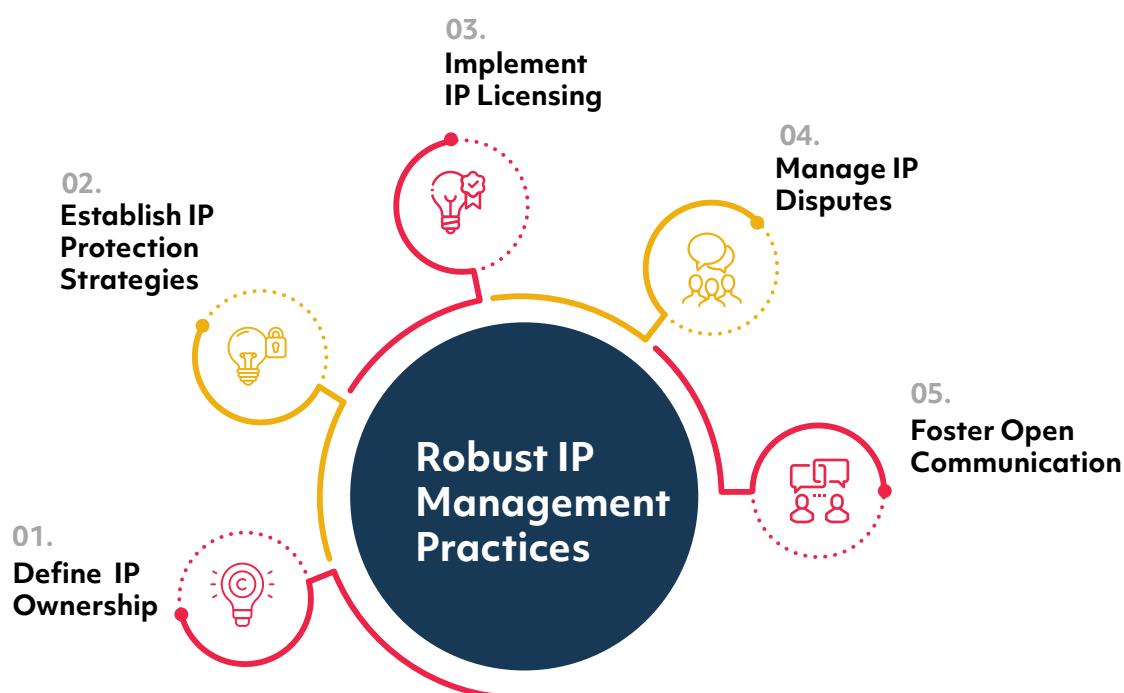 03.
Implement
IP Licensing
04.
Manage IP
Disputes
02.
Establish IP
Protection
Strategies
05.
Foster Open
Communication
Robust IP
Management
Practices
01.
Define IP
Ownership
C